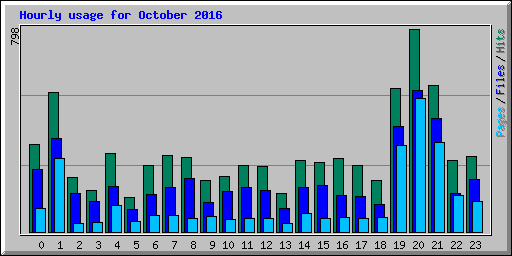 Hourly usage for October 2016
798
Pages/Files/Hits
0 1 2 3 4 5 6 7 8 9 10 11 12 13 14 15 16 17 18 19 20 21 22 23